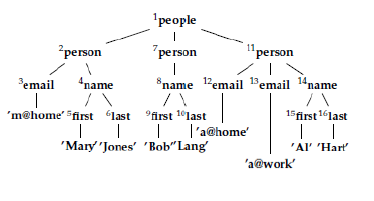 ¹people
²person ⁷person ¹¹person
³email ⁴name ⁸name ¹²email ¹³email ¹⁴name
'm@home' ⁵first ⁶last ⁹first ¹⁰last 'a@home' ¹⁵first ¹⁶last
'Mary' 'Jones' 'Bob' 'Lang' 'a@work' 'Al' 'Hart'